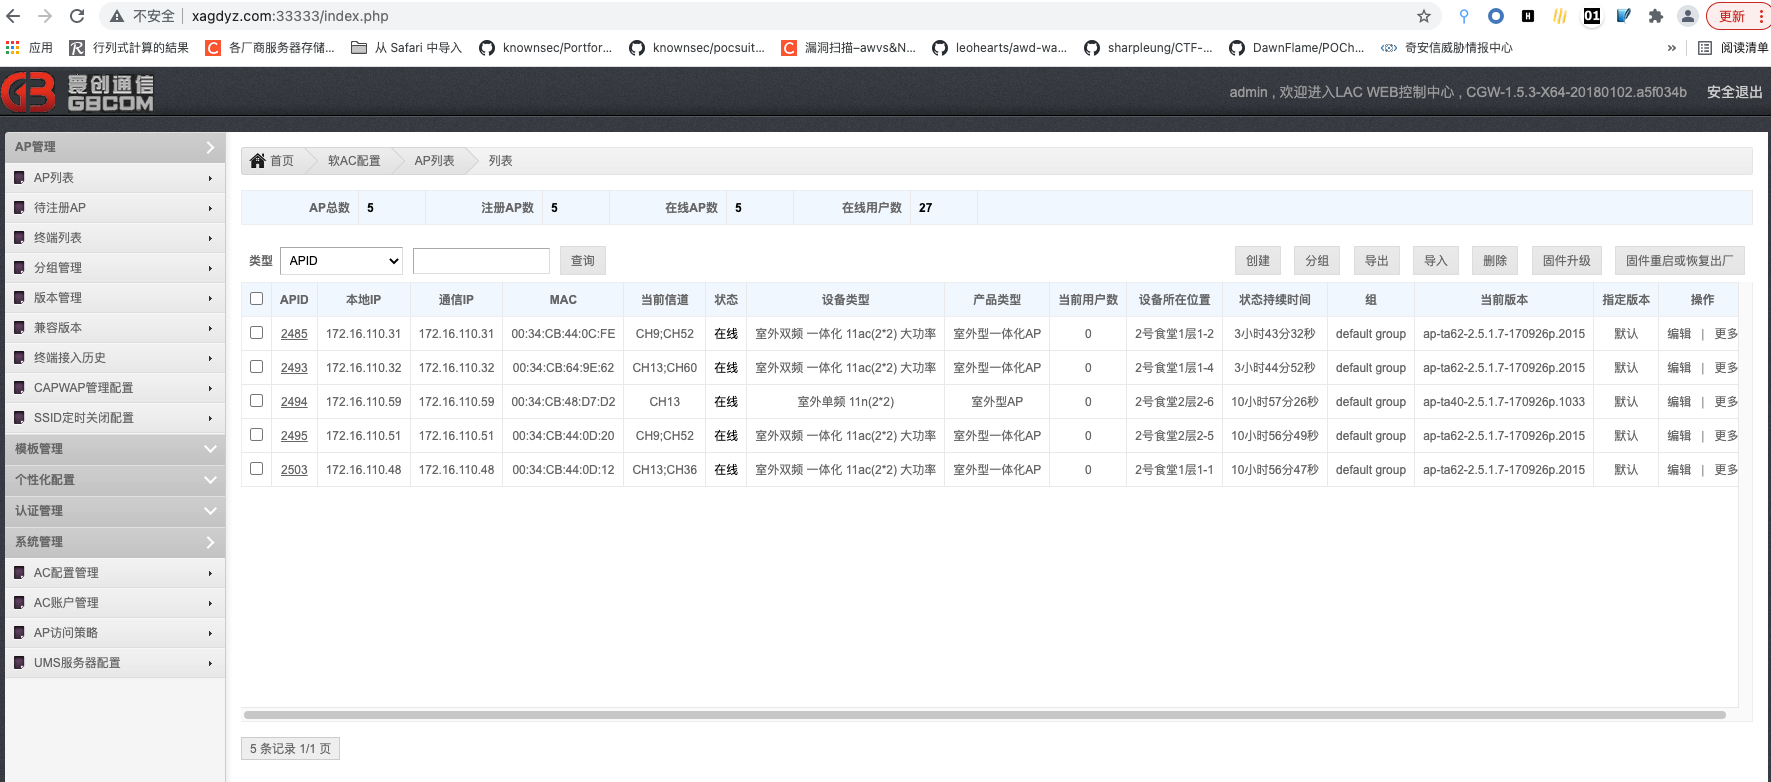 不安全 | xagdyz.com:33333/index.php 更新
应用 行列式計算的結果 各厂商服务器存储... 从 Safari 中导入 knownsec/Portfor... knownsec/pocsuit... 漏洞扫描–awvs&N... leohearts/awd-wa... sharpleung/CTF-... DawnFlame/POCh... 奇安信威胁情报中心 » 阅读清单
寰创通信
GBCOM
admin , 欢迎进入LAC WEB控制中心 , CGW-1.5.3-X64-20180102.a5f034b 安全退出
AP管理
AP列表
待注册AP
终端列表
分组管理
版本管理
兼容版本
终端接入历史
CAPWAP管理配置
SSID定时关闭配置
模板管理
个性化配置
认证管理
系统管理
AC配置管理
AC账户管理
AP访问策略
UMS服务器配置
首页 软AC配置 AP列表 列表
AP总数 5 注册AP数 5 在线AP数 5 在线用户数 27
类型 APID 查询 创建 分组 导出 导入 删除 固件升级 固件重启或恢复出厂
APID 本地IP 通信IP MAC 当前信道 状态 设备类型 产品类型 当前用户数 设备所在位置 状态持续时间 组 当前版本 指定版本 操作
2485 172.16.110.31 172.16.110.31 00:34:CB:44:0C:FE CH9;CH52 在线 室外双频 一体化 11ac(2*2) 大功率 室外型一体化AP 0 2号食堂1层1-2 3小时43分32秒 default group ap-ta62-2.5.1.7-170926p.2015 默认 编辑 | 更多
2493 172.16.110.32 172.16.110.32 00:34:CB:64:9E:62 CH13;CH60 在线 室外双频 一体化 11ac(2*2) 大功率 室外型一体化AP 0 2号食堂1层1-4 3小时44分52秒 default group ap-ta62-2.5.1.7-170926p.2015 默认 编辑 | 更多
2494 172.16.110.59 172.16.110.59 00:34:CB:48:D7:D2 CH13 在线 室外单频 11n(2*2) 室外型AP 0 2号食堂2层2-6 10小时57分26秒 default group ap-ta40-2.5.1.7-170926p.1033 默认 编辑 | 更多
2495 172.16.110.51 172.16.110.51 00:34:CB:44:0D:20 CH9;CH52 在线 室外双频 一体化 11ac(2*2) 大功率 室外型一体化AP 0 2号食堂2层2-5 10小时56分49秒 default group ap-ta62-2.5.1.7-170926p.2015 默认 编辑 | 更多
2503 172.16.110.48 172.16.110.48 00:34:CB:44:0D:12 CH13;CH36 在线 室外双频 一体化 11ac(2*2) 大功率 室外型一体化AP 0 2号食堂1层1-1 10小时56分47秒 default group ap-ta62-2.5.1.7-170926p.2015 默认 编辑 | 更多
5 条记录 1/1 页